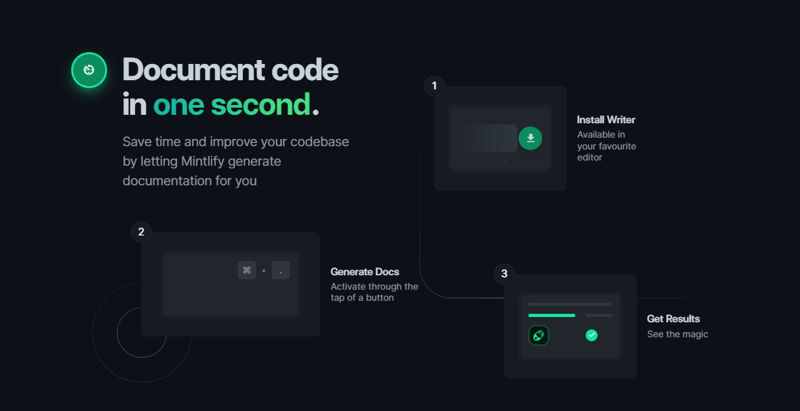 Document code
in one second.
Save time and improve your codebase
by letting Mintlify generate
documentation for you
1
Install Writer
Available in
your favourite
editor
2
⌘ + .
Generate Docs
Activate through the
tap of a button
3
Get Results
See the magic